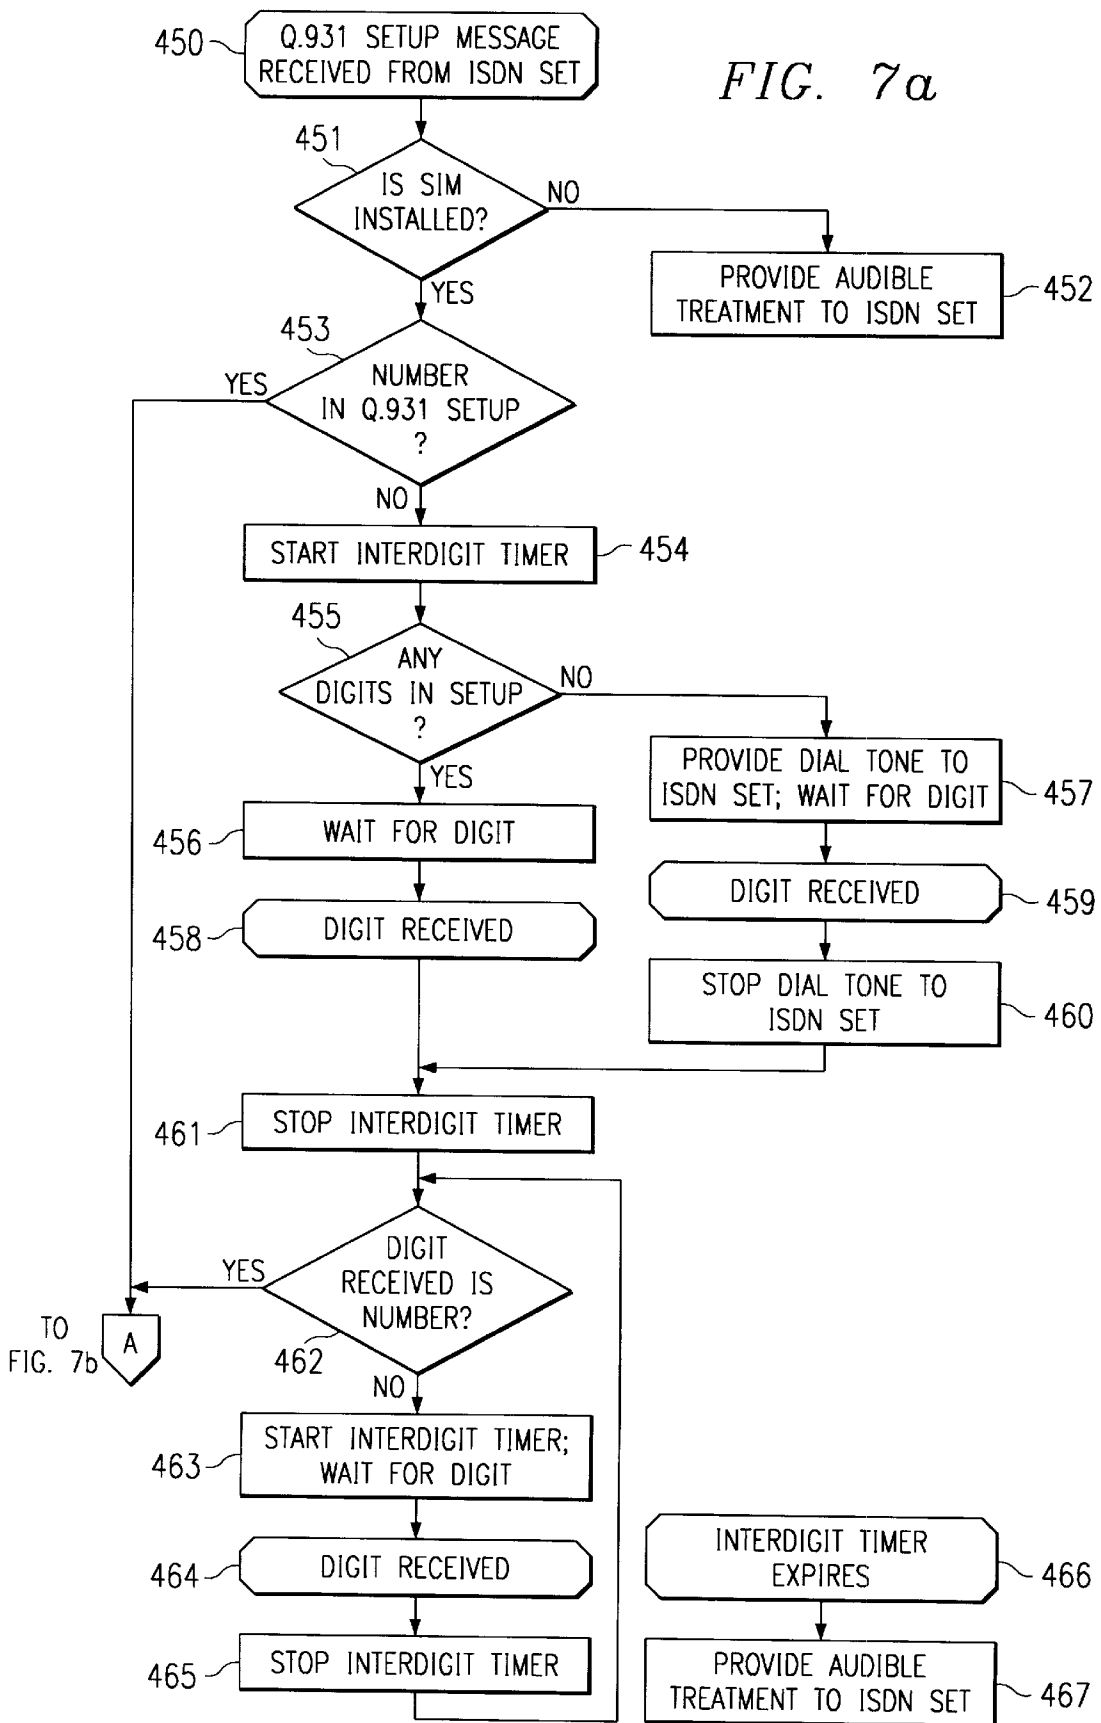 FIG. 7a
450
Q.931 SETUP MESSAGE
RECEIVED FROM ISDN SET
451
IS SIM
INSTALLED?
NO
YES
PROVIDE AUDIBLE
TREATMENT TO ISDN SET
452
453
NUMBER
IN Q.931 SETUP
?
YES
NO
START INTERDIGIT TIMER
454
455
ANY
DIGITS IN SETUP
?
NO
YES
PROVIDE DIAL TONE TO
ISDN SET; WAIT FOR DIGIT
457
456
WAIT FOR DIGIT
DIGIT RECEIVED
459
458
DIGIT RECEIVED
STOP DIAL TONE TO
ISDN SET
460
461
STOP INTERDIGIT TIMER
DIGIT
RECEIVED IS
NUMBER?
YES
462
NO
TO
FIG. 7b
A
463
START INTERDIGIT TIMER;
WAIT FOR DIGIT
464
DIGIT RECEIVED
465
STOP INTERDIGIT TIMER
INTERDIGIT TIMER
EXPIRES
466
PROVIDE AUDIBLE
TREATMENT TO ISDN SET
467